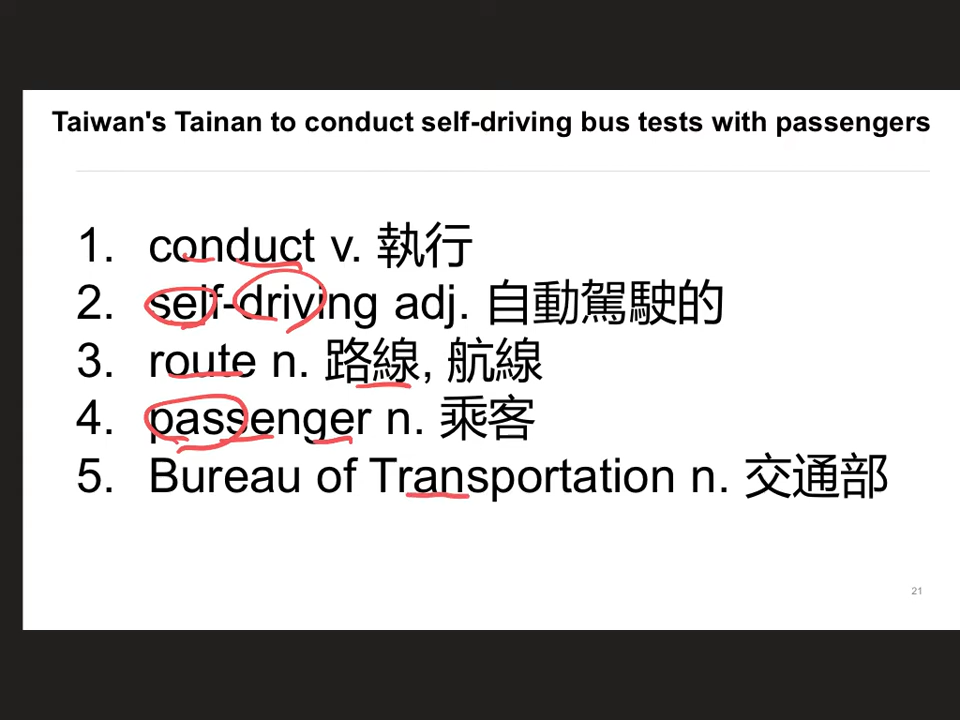 Taiwan's Tainan to conduct self-driving bus tests with passengers
1. conduct v. 執行
2. self-driving adj. 自動駕駛的
3. route n. 路線, 航線
4. passenger n. 乘客
5. Bureau of Transportation n. 交通部
21